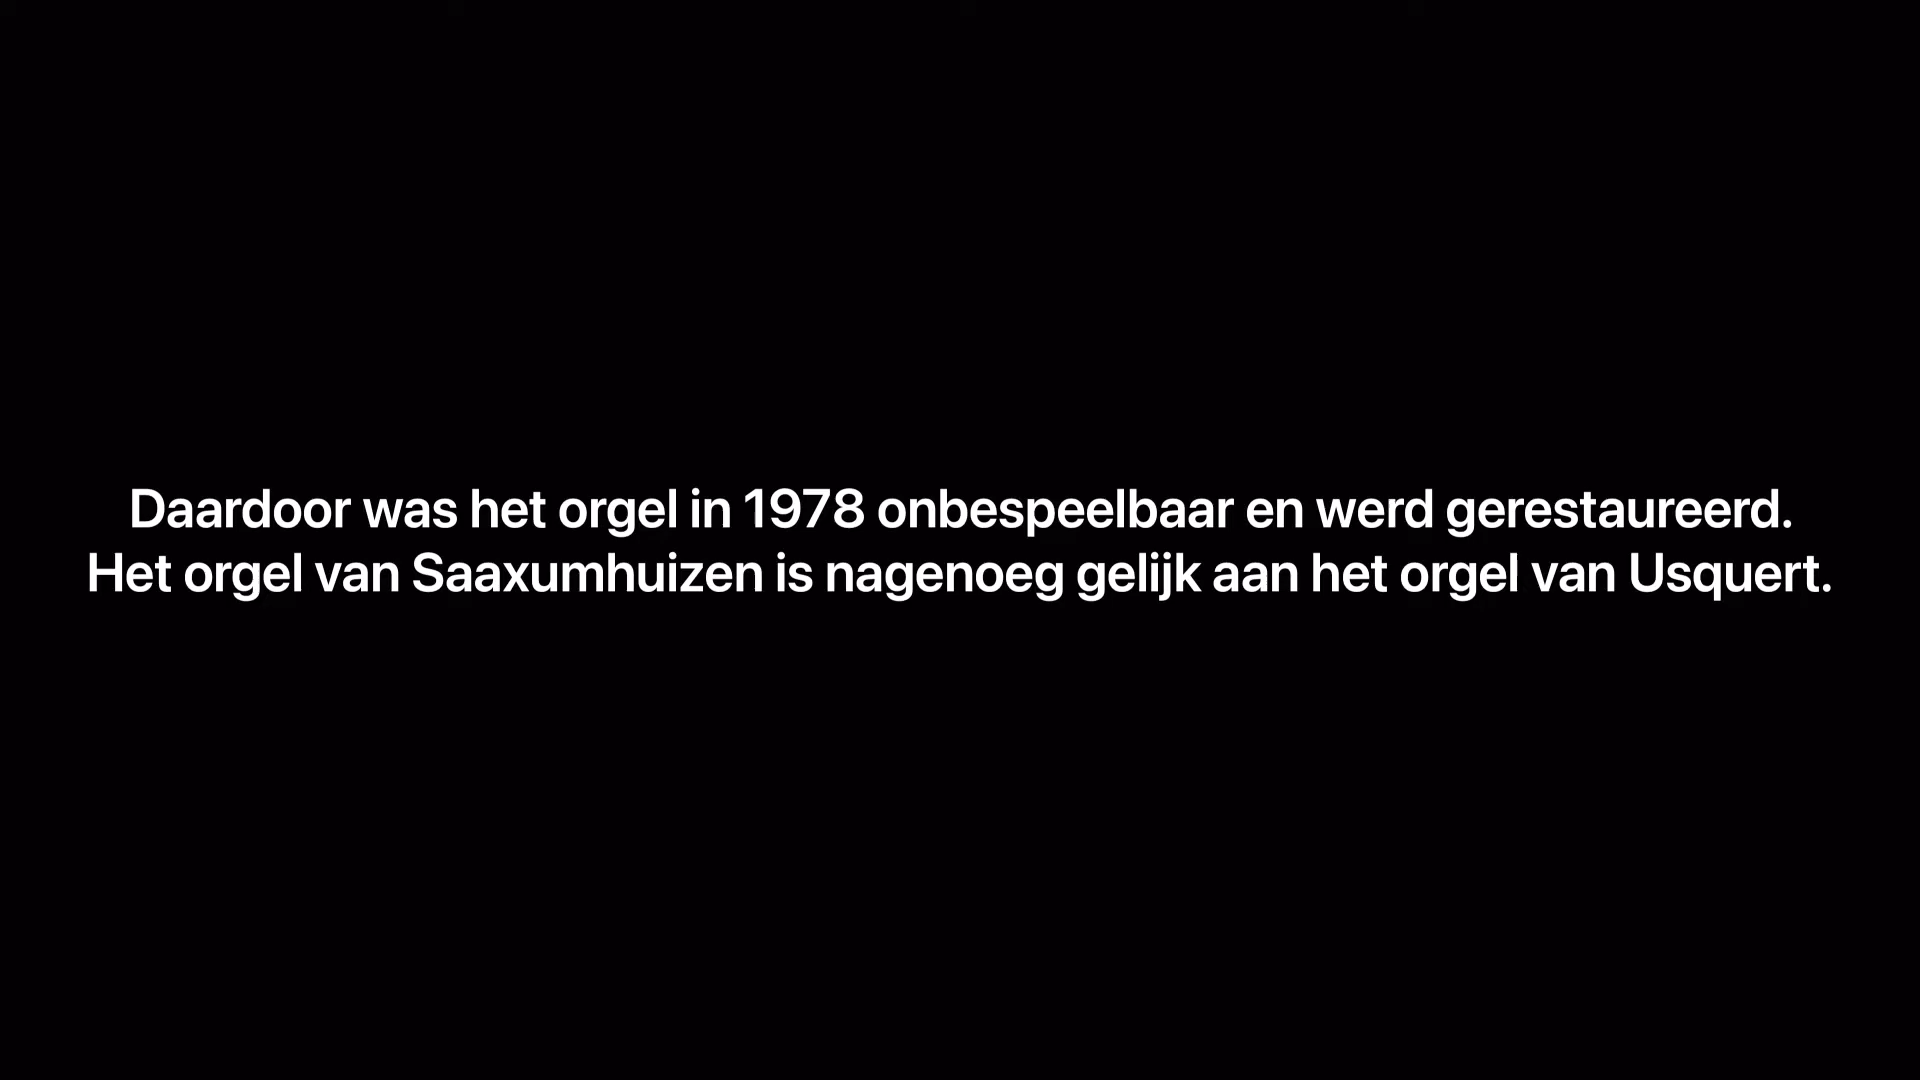 Daardoor was het orgel in 1978 onbespeelbaar en werd gerestaureerd.
Het orgel van Saaxumhuizen is nagenoeg gelijk aan het orgel van Usquert.